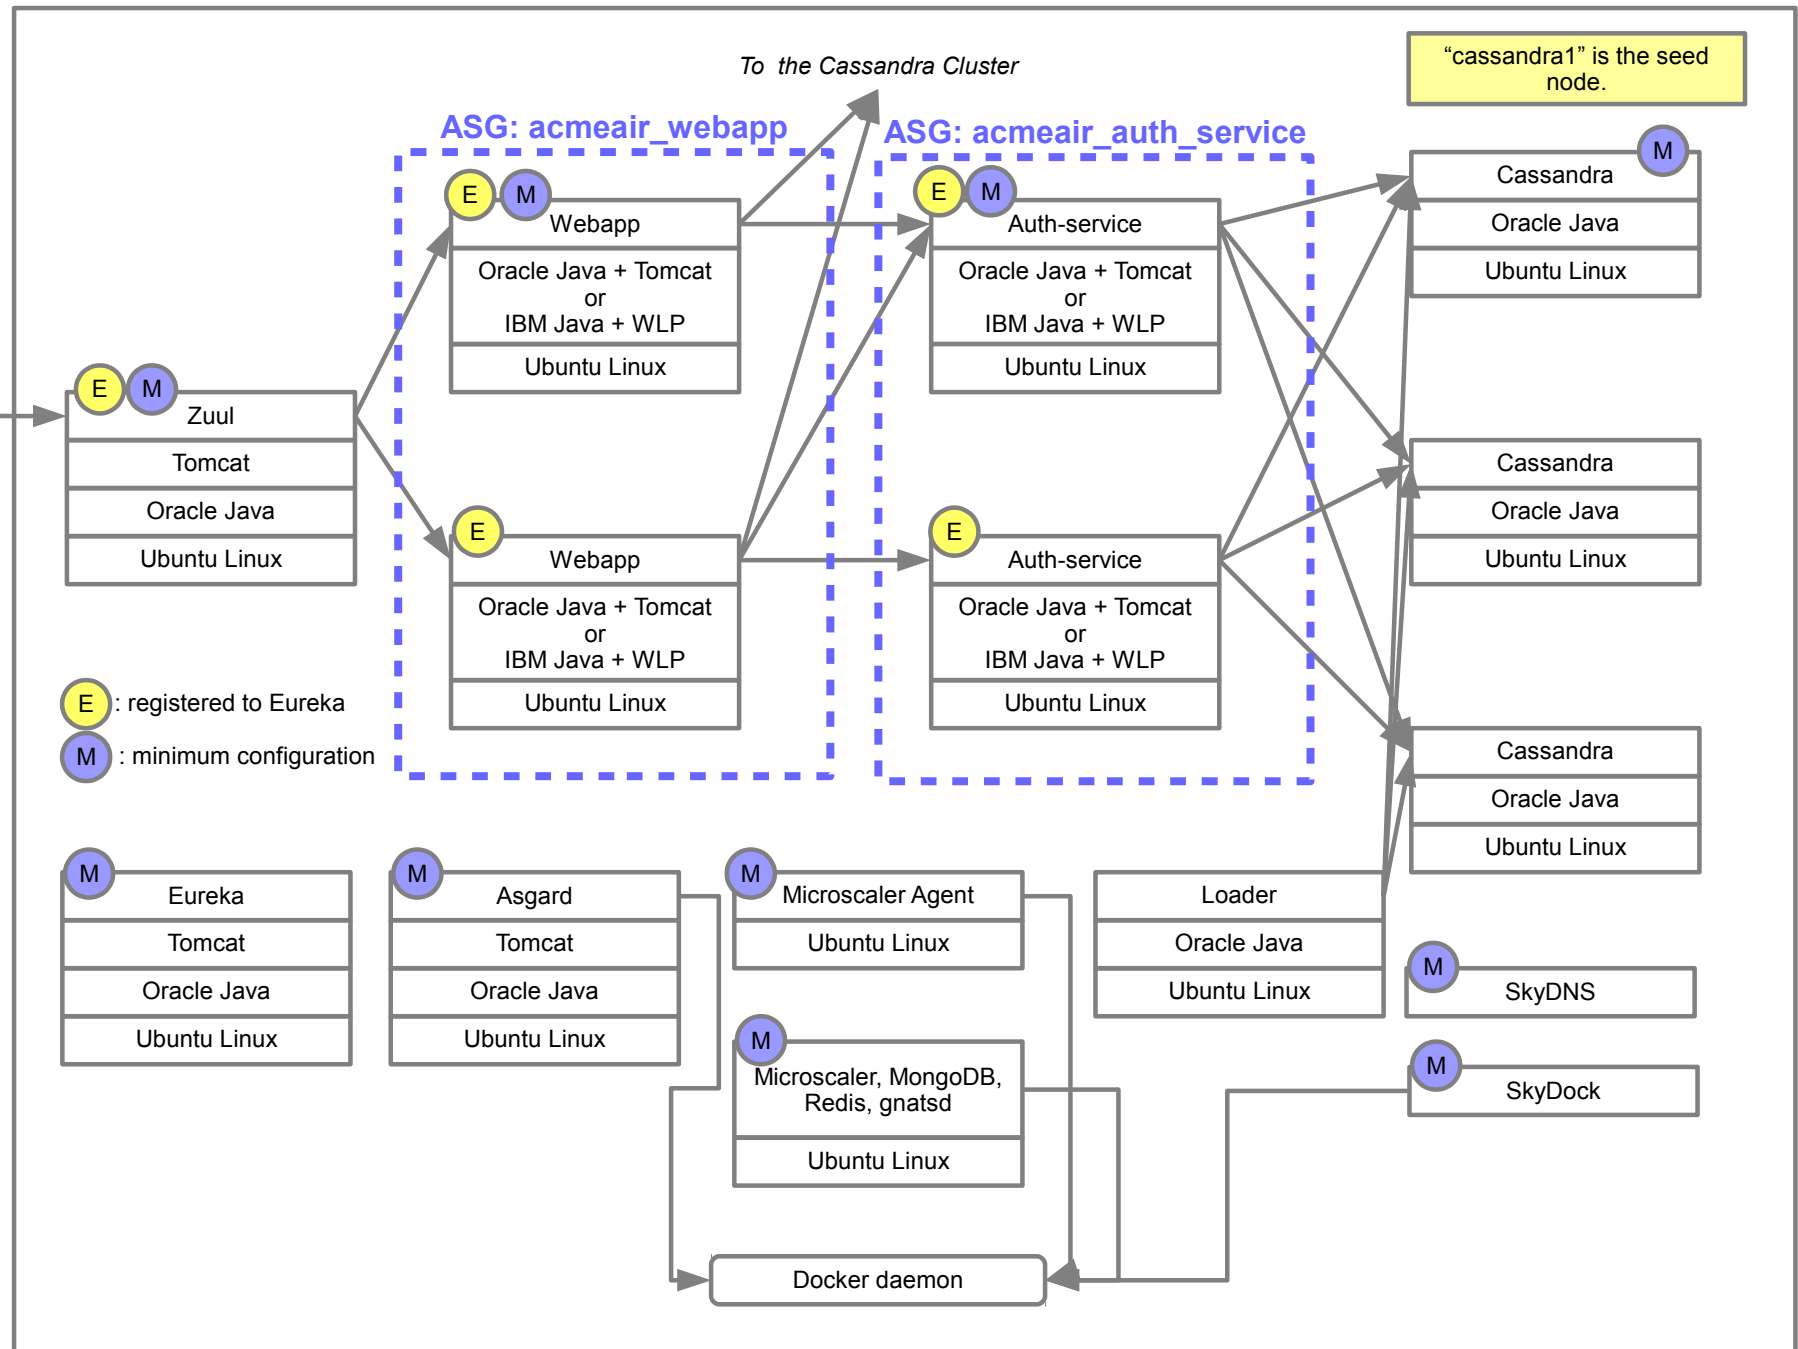 To  the Cassandra Cluster
“cassandra1” is the seed
node.
ASG: acmeair_webapp
ASG: acmeair_auth_service
E
M
Webapp
Oracle Java + Tomcat
or
IBM Java + WLP
Ubuntu Linux
E
M
Auth-service
Oracle Java + Tomcat
or
IBM Java + WLP
Ubuntu Linux
M
Cassandra
Oracle Java
Ubuntu Linux
E
M
Zuul
Tomcat
Oracle Java
Ubuntu Linux
E
Webapp
Oracle Java + Tomcat
or
IBM Java + WLP
Ubuntu Linux
E
Auth-service
Oracle Java + Tomcat
or
IBM Java + WLP
Ubuntu Linux
Cassandra
Oracle Java
Ubuntu Linux
E : registered to Eureka
M : minimum configuration
Cassandra
Oracle Java
Ubuntu Linux
M
Eureka
Tomcat
Oracle Java
Ubuntu Linux
M
Asgard
Tomcat
Oracle Java
Ubuntu Linux
M
Microscaler Agent
Ubuntu Linux
Loader
Oracle Java
Ubuntu Linux
M
SkyDNS
M
Microscaler, MongoDB,
Redis, gnatsd
Ubuntu Linux
M
SkyDock
Docker daemon